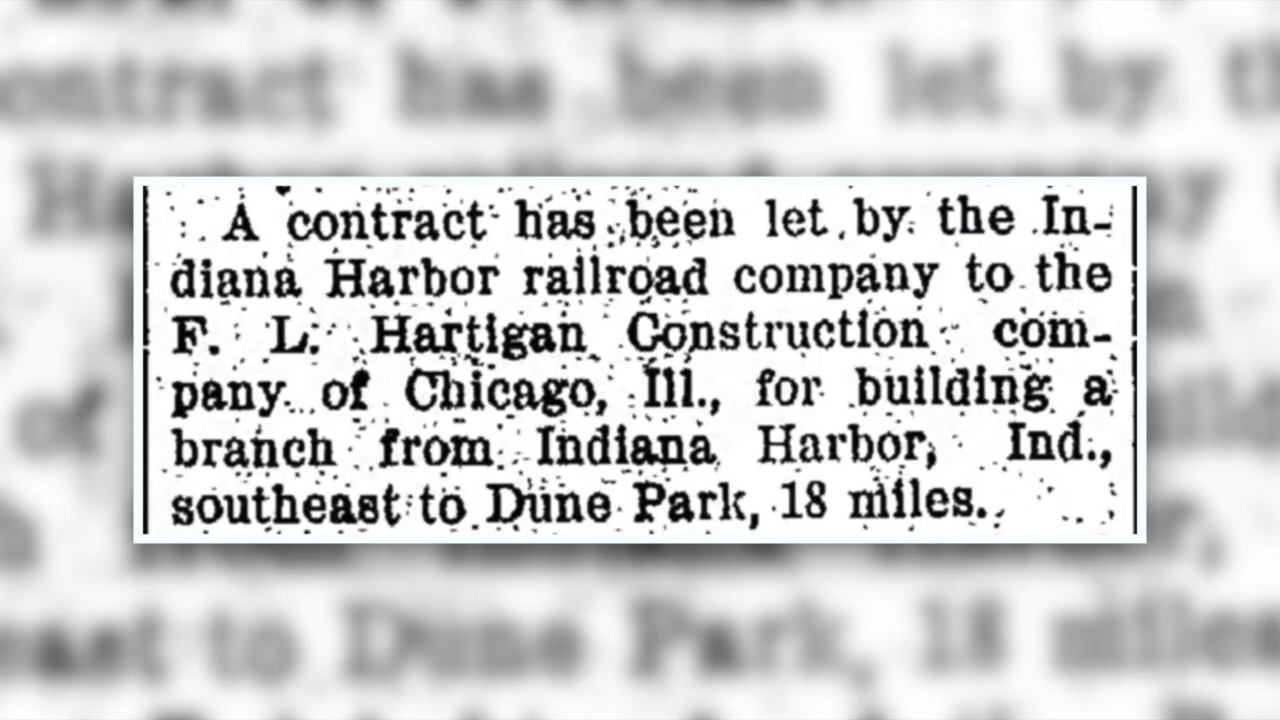 A contract has been let by the In-
diana Harbor railroad company to the
F. L. Hartigan Construction com-
pany of Chicago, Ill., for building a
branch from Indiana Harbor, Ind.,
southeast to Dune Park, 18 miles.